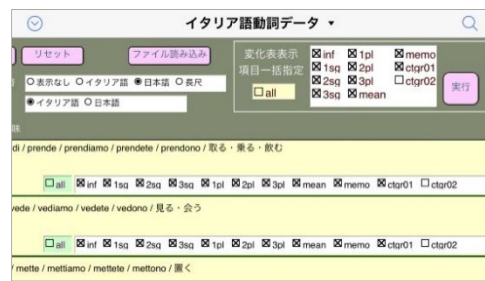 イタリア語動詞データ ▼
リセット ファイル読み込み
変化表表示
項目一括指定
all
inf 1pl memo
1sg 2pl ctgr01
2sg 3pl ctgr02
3sg mean
実行
表示なし イタリア語 日本語 長尺
イタリア語 日本語
味
di / prende / prendiamo / prendete / prendono / 取る・乗る・飲む
all inf 1sg 2sg 3sg 1pl 2pl 3pl mean memo ctgr01 ctgr02
vede / vediamo / vedete / vedono / 見る・会う
all inf 1sg 2sg 3sg 1pl 2pl 3pl mean memo ctgr01 ctgr02
/ mette / mettiamo / mettete / mettono / 置く